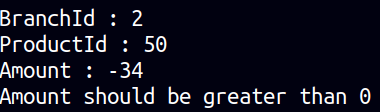 BranchId : 2
ProductId : 50
Amount : -34
Amount should be greater than 0